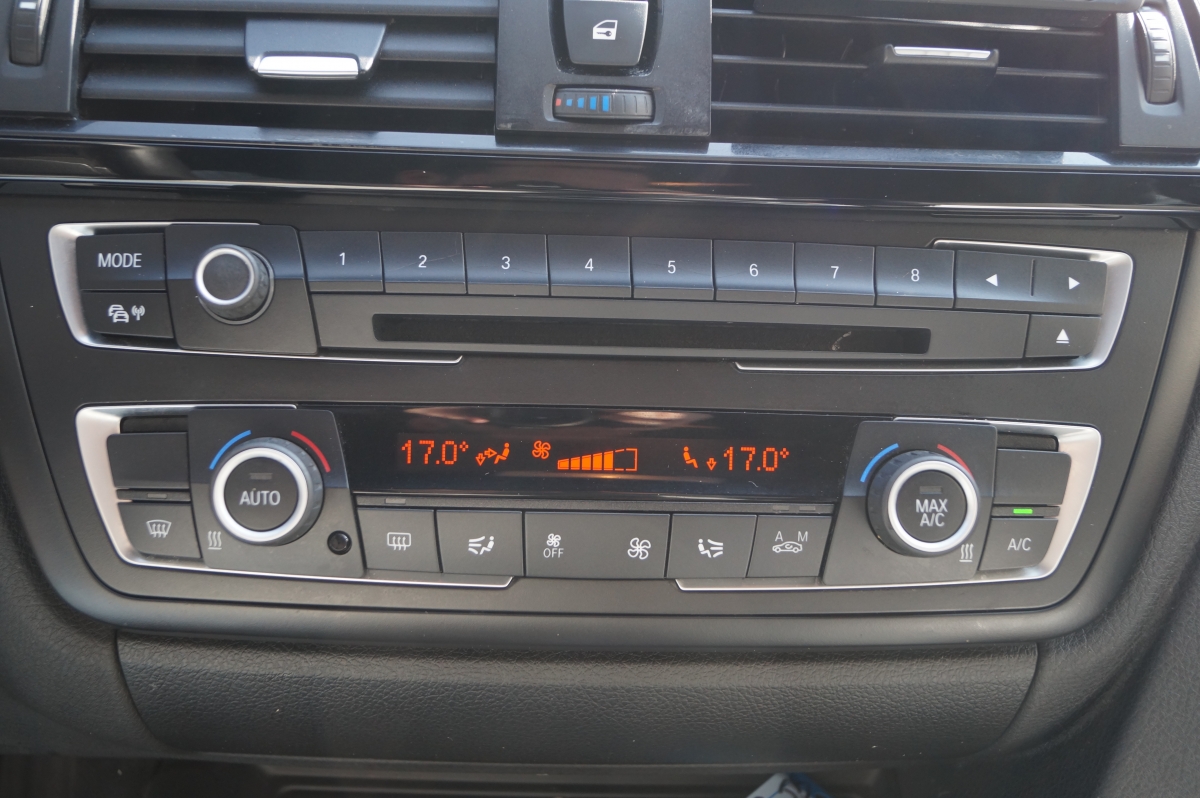 MODE 1 2 3 4 5 6 7 8
17.0° 17.0°
AUTO
MAX
A/C
OFF
A M
A/C